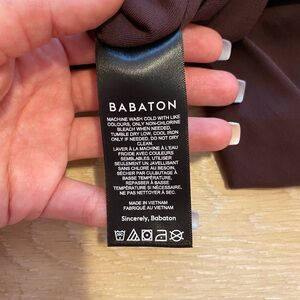 BABATON
MACHINE WASH COLD WITH LIKE
COLOURS, ONLY NON-CHLORINE
BLEACH WHEN NEEDED.
TUMBLE DRY LOW. COOL IRON
ONLY IF NEEDED. DO NOT DRY
CLEAN.
LAVER À LA MACHINE À L'EAU
FROIDE AVEC COULEURS
SEMBLABLES, UTILISER
SEULEMENT UN JAVELLISANT
SANS CHLORE AU BESOIN,
SÉCHER PAR CULBUTAGE À
BASSE TEMPÉRATURE,
REPASSER À BASSE
TEMPÉRATURE SI NÉCESSAIRE,
NE PAS NETTOYER À SEC.
MADE IN VIETNAM
FABRIQUÉ AU VIETNAM
Sincerely, Babaton